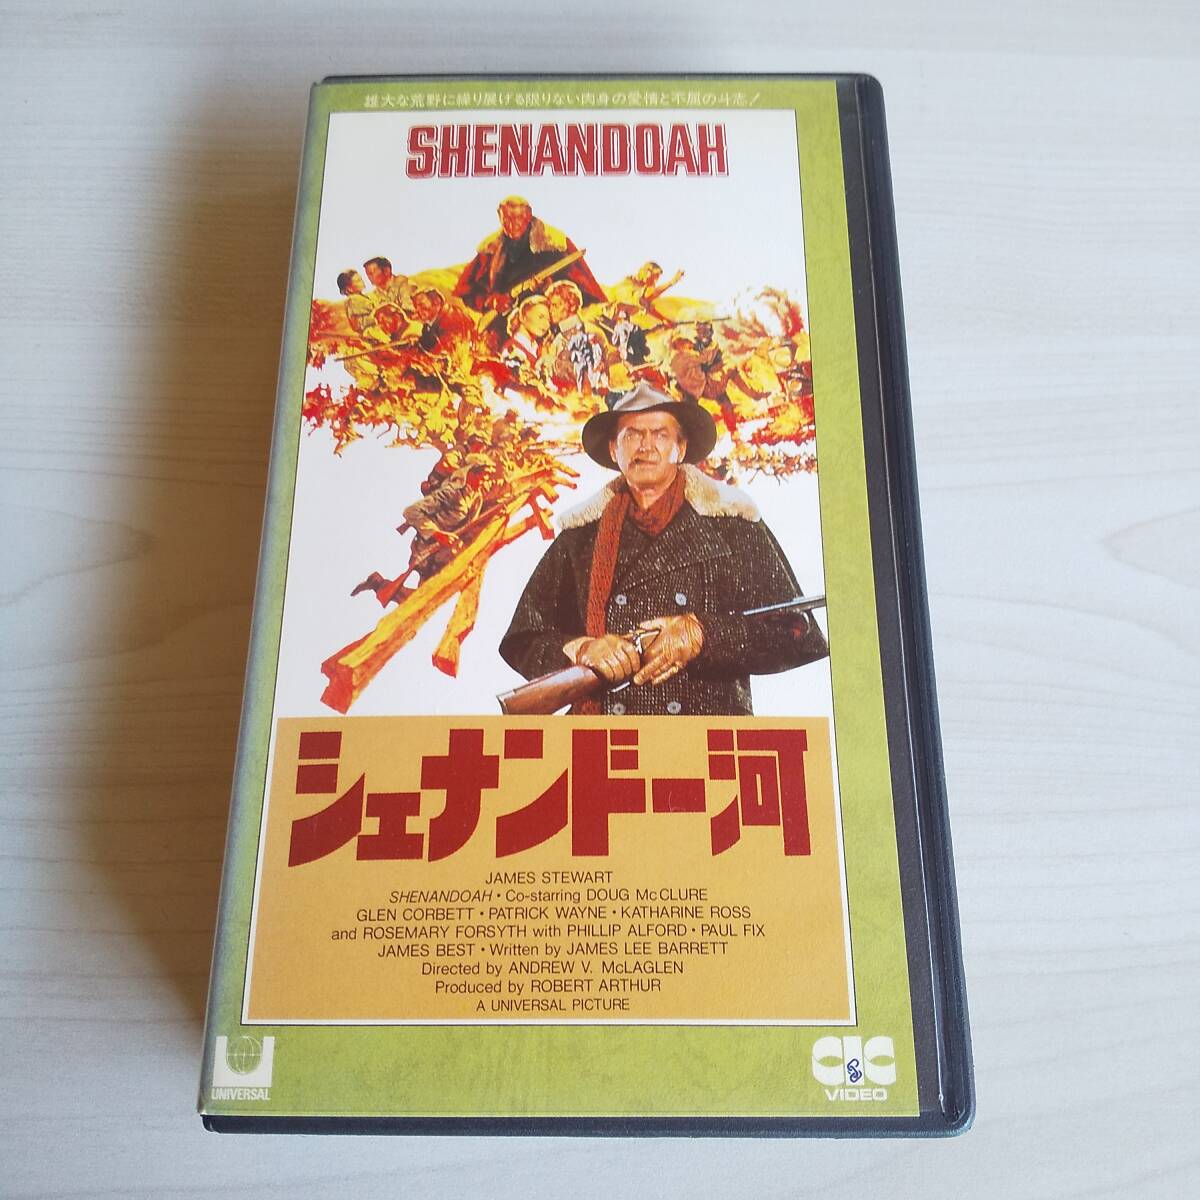 雄大な荒野に繰り展げる限りない肉身の愛情と不屈の斗志!
SHENANDOAH
シェナンドー河
JAMES STEWART
SHENANDOAH・Co-starring DOUG McCLURE
GLEN CORBETT・PATRICK WAYNE・KATHARINE ROSS
and ROSEMARY FORSYTH with PHILLIP ALFORD・PAUL FIX
JAMES BEST・Written by JAMES LEE BARRETT
Directed by ANDREW V. McLAGLEN
Produced by ROBERT ARTHUR
A UNIVERSAL PICTURE
UNIVERSAL
CIC
VIDEO